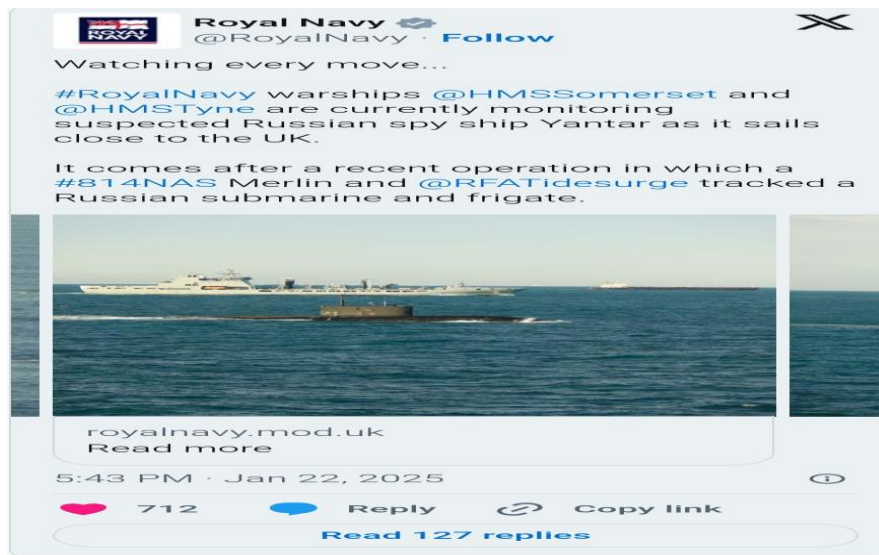 Royal Navy
ROYAL
NAVY
@RoyalNavy · Follow
Watching every move...
#RoyalNavy warships @HMSSomerset and
@HMSTyne are currently monitoring
suspected Russian spy ship Yantar as it sails
close to the UK.
It comes after a recent operation in which a
#814NAS Merlin and @RFATidesurge tracked a
Russian submarine and frigate.
royalnavy.mod.uk
Read more
5:43 PM · Jan 22, 2025
712 Reply Copy link
Read 127 replies